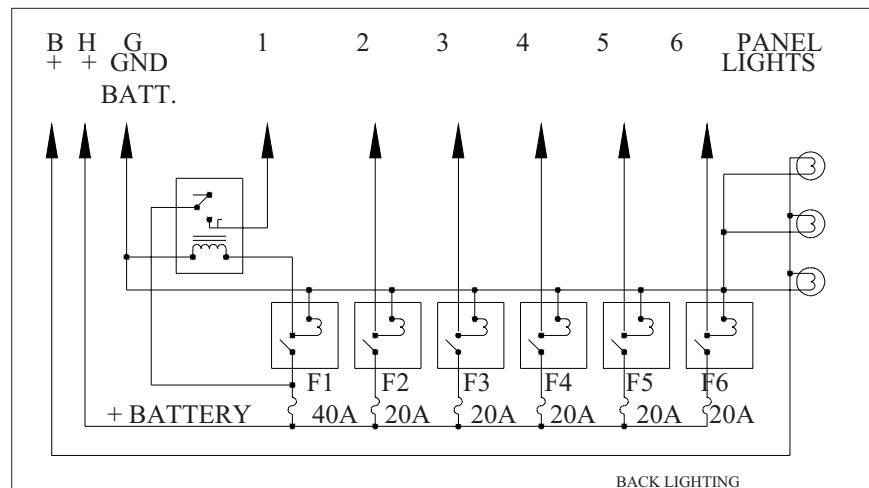 B H G 1 2 3 4 5 6 PANEL
+ + GND LIGHTS
BATT.
F1 F2 F3 F4 F5 F6
+ BATTERY 40A 20A 20A 20A 20A 20A
BACK LIGHTING